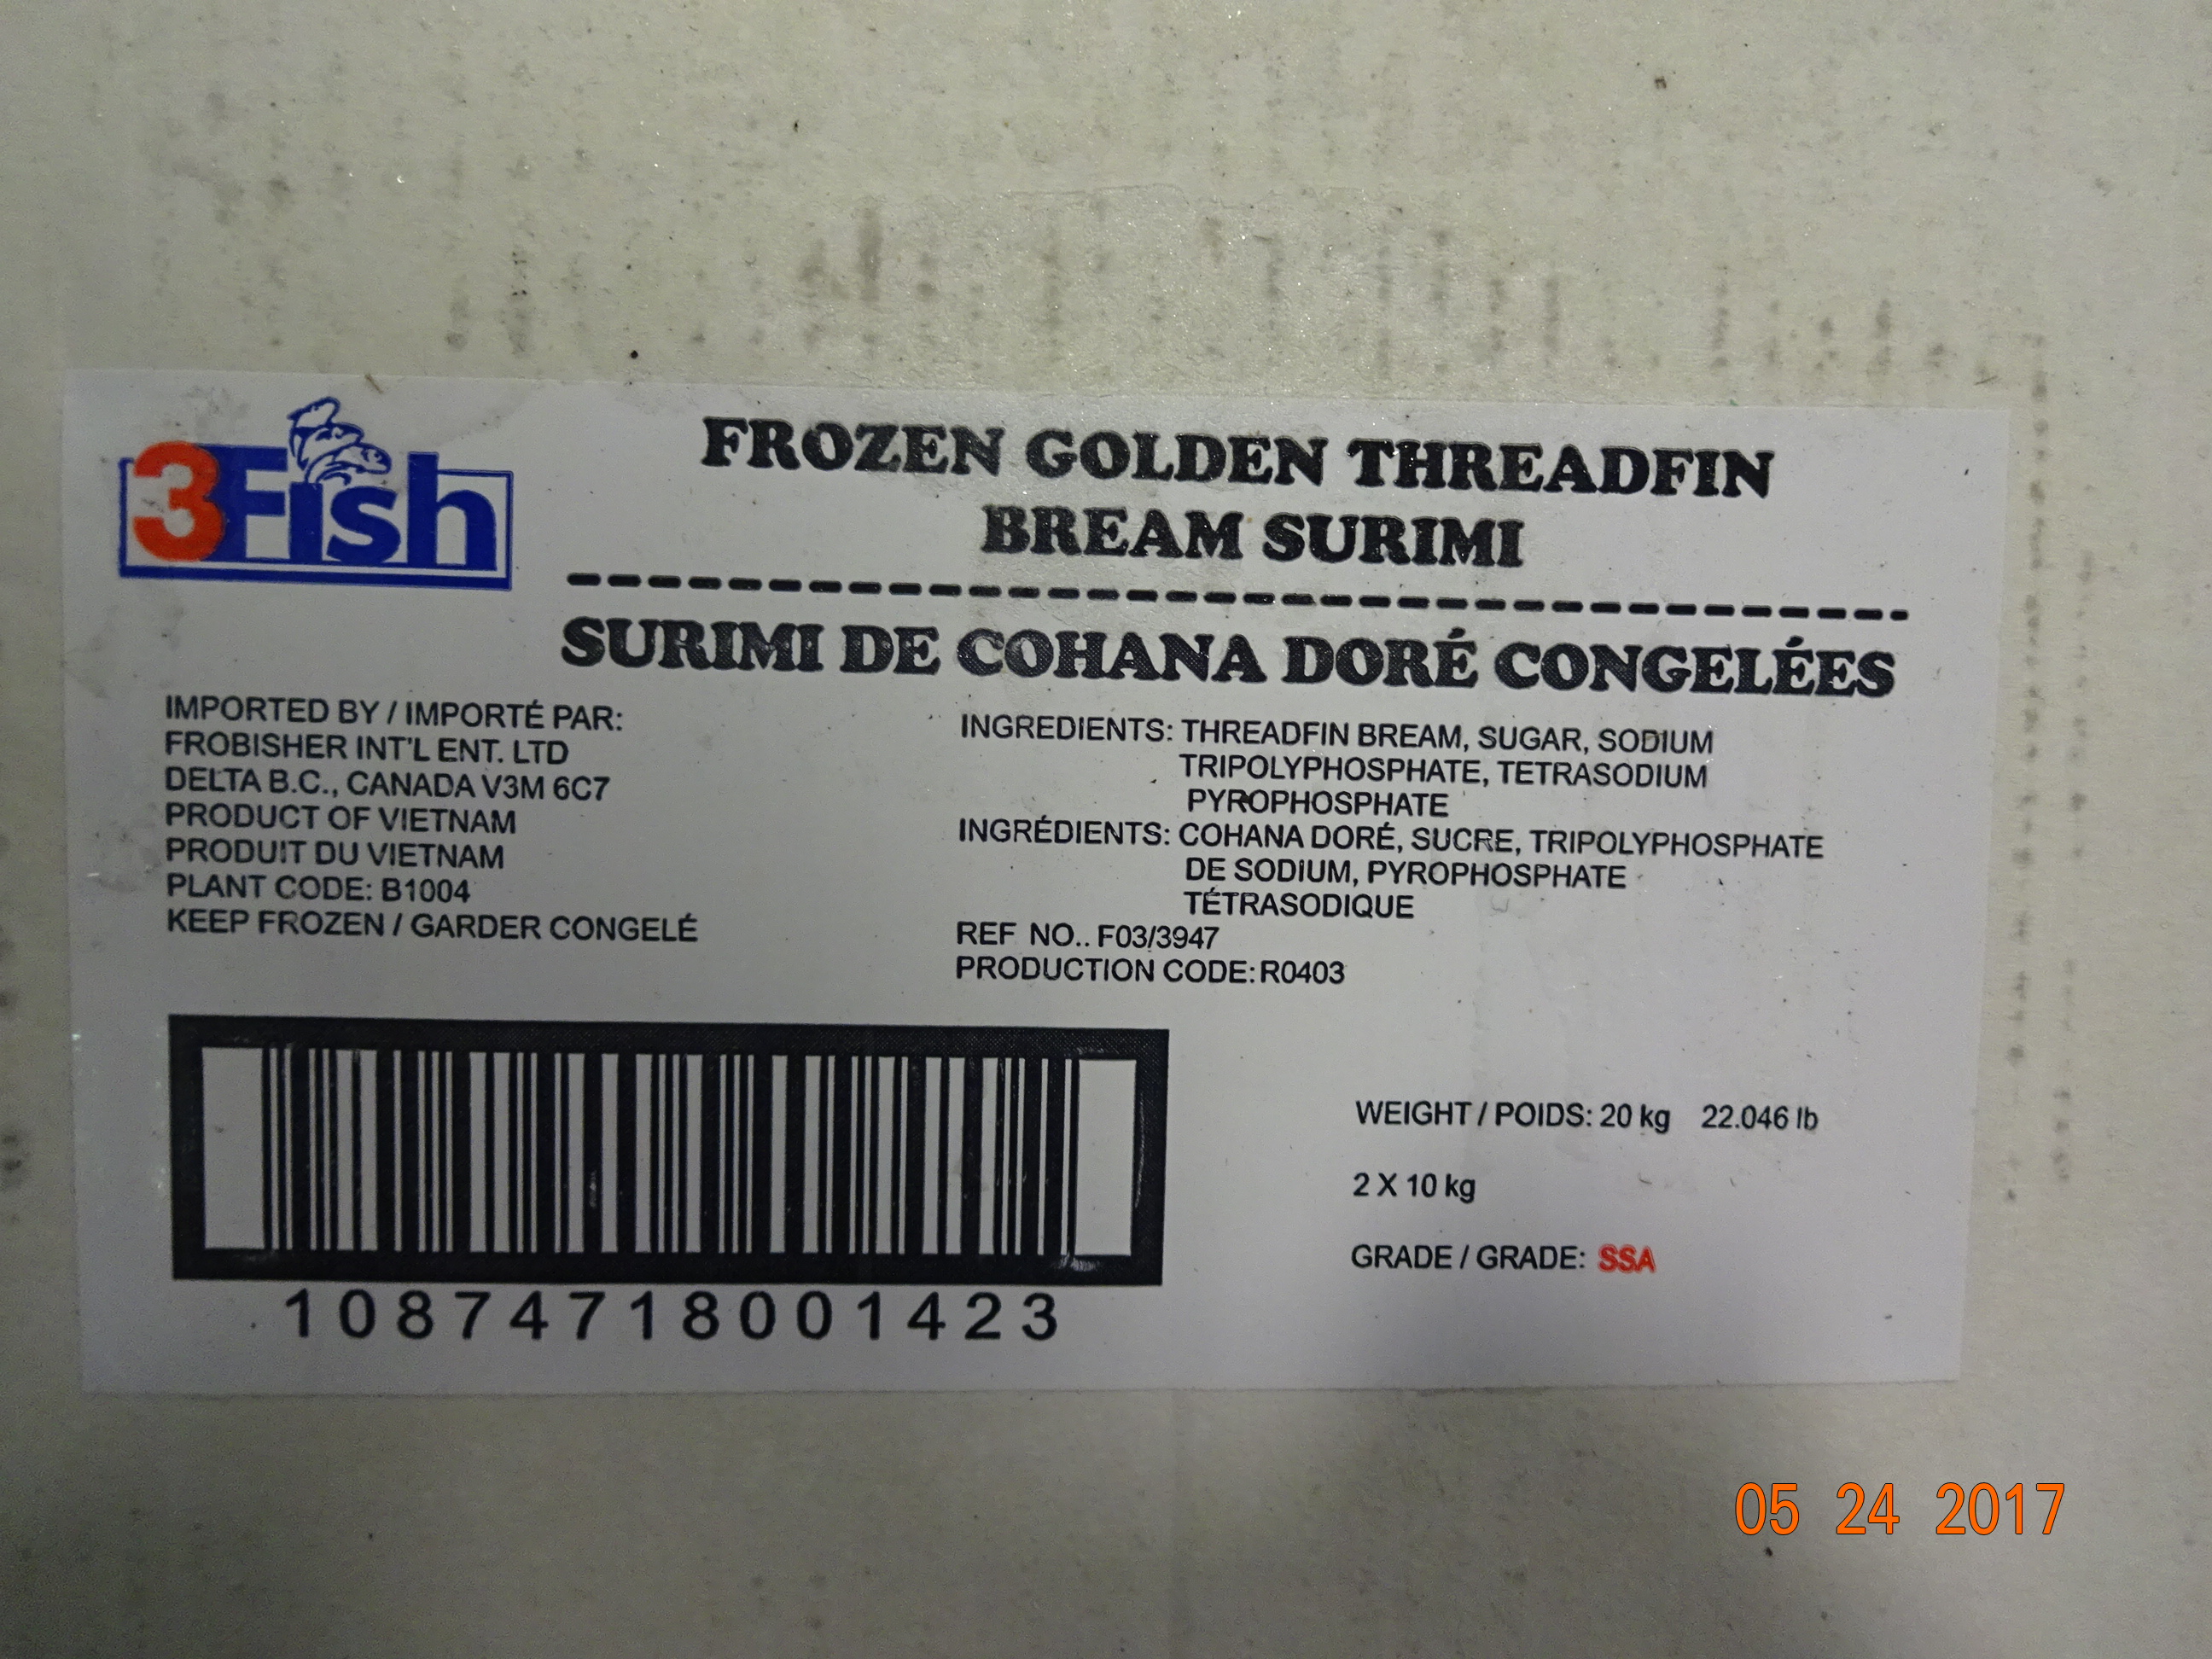 3Fish
FROZEN GOLDEN THREADFIN
BREAM SURIMI
SURIMI DE COHANA DORÉ CONGELÉES
IMPORTED BY / IMPORTÉ PAR:
FROBISHER INT'L ENT. LTD
DELTA B.C., CANADA V3M 6C7
PRODUCT OF VIETNAM
PRODUIT DU VIETNAM
PLANT CODE: B1004
KEEP FROZEN / GARDER CONGELÉ
INGREDIENTS: THREADFIN BREAM, SUGAR, SODIUM
TRIPOLYPHOSPHATE, TETRASODIUM
PYROPHOSPHATE
INGRÉDIENTS: COHANA DORÉ, SUCRE, TRIPOLYPHOSPHATE
DE SODIUM, PYROPHOSPHATE
TÉTRASODIQUE
REF NO.. F03/3947
PRODUCTION CODE: R0403
10874718001423
WEIGHT / POIDS: 20 kg 22.046 lb
2 X 10 kg
GRADE / GRADE: SSA
05 24 2017